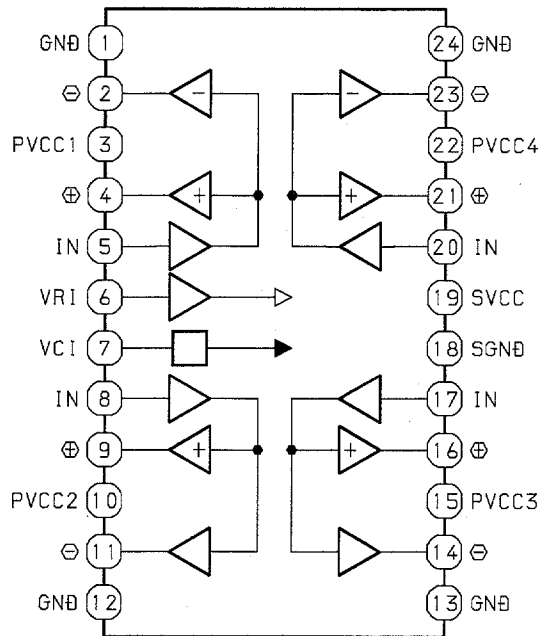 GND 1 24 GND
⊖ 2 − − 23 ⊖
PVCC1 3 22 PVCC4
⊕ 4 + + 21 ⊕
IN 5 20 IN
VRI 6 19 SVCC
VCI 7 18 SGND
IN 8 17 IN
⊕ 9 + + 16 ⊕
PVCC2 10 15 PVCC3
⊖ 11 14 ⊖
GND 12 13 GND